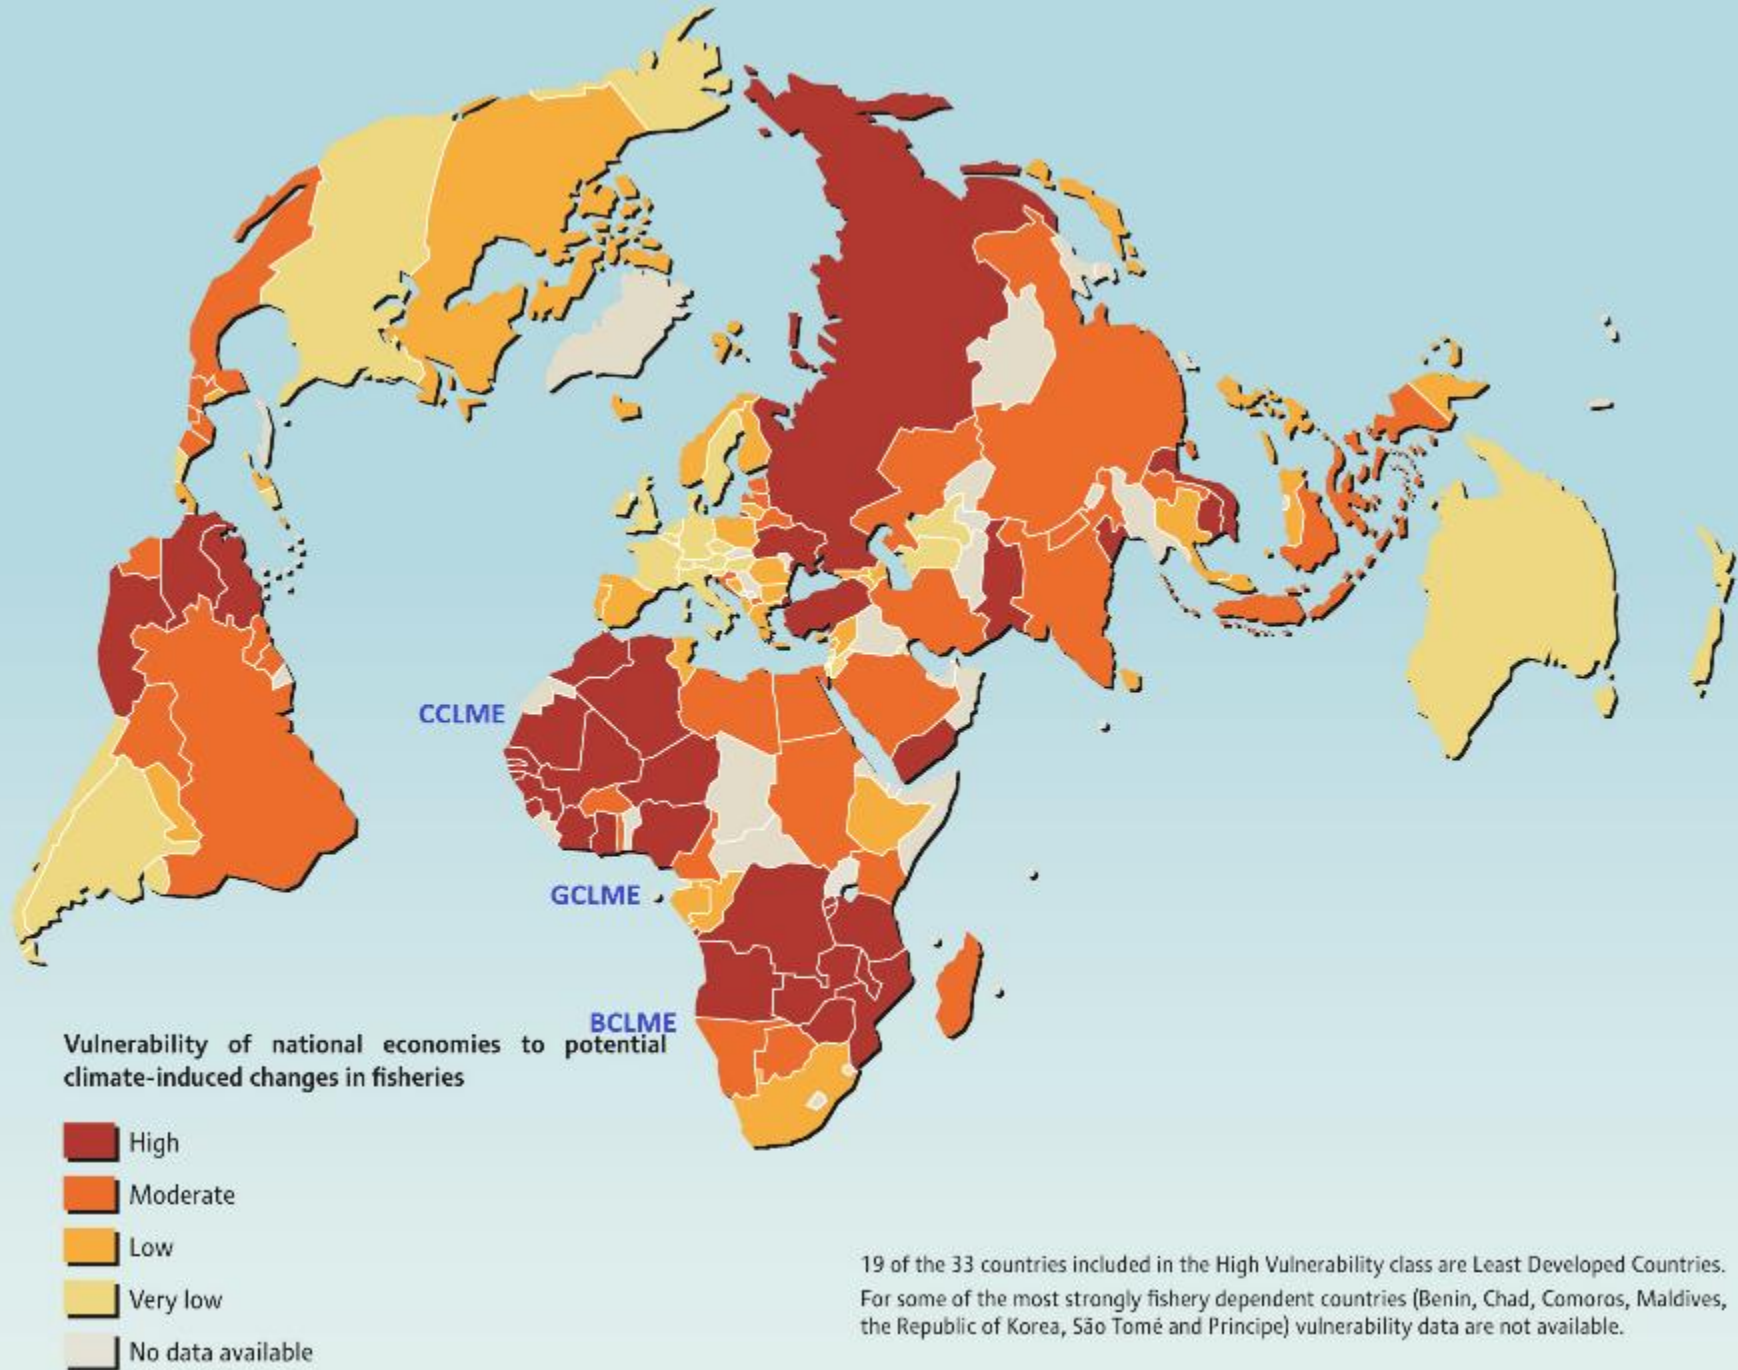 CCLME
GCLME
BCLME
Vulnerability of national economies to potential
climate-induced changes in fisheries
High
Moderate
Low
Very low
No data available
19 of the 33 countries included in the High Vulnerability class are Least Developed Countries.
For some of the most strongly fishery dependent countries (Benin, Chad, Comoros, Maldives,
the Republic of Korea, São Tomé and Principe) vulnerability data are not available.